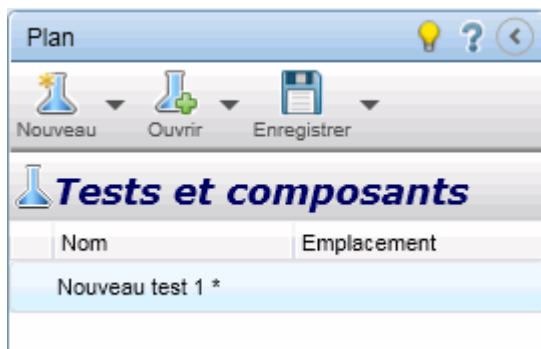 Plan
Nouveau Ouvrir Enregistrer
Tests et composants
Nom Emplacement
Nouveau test 1 *